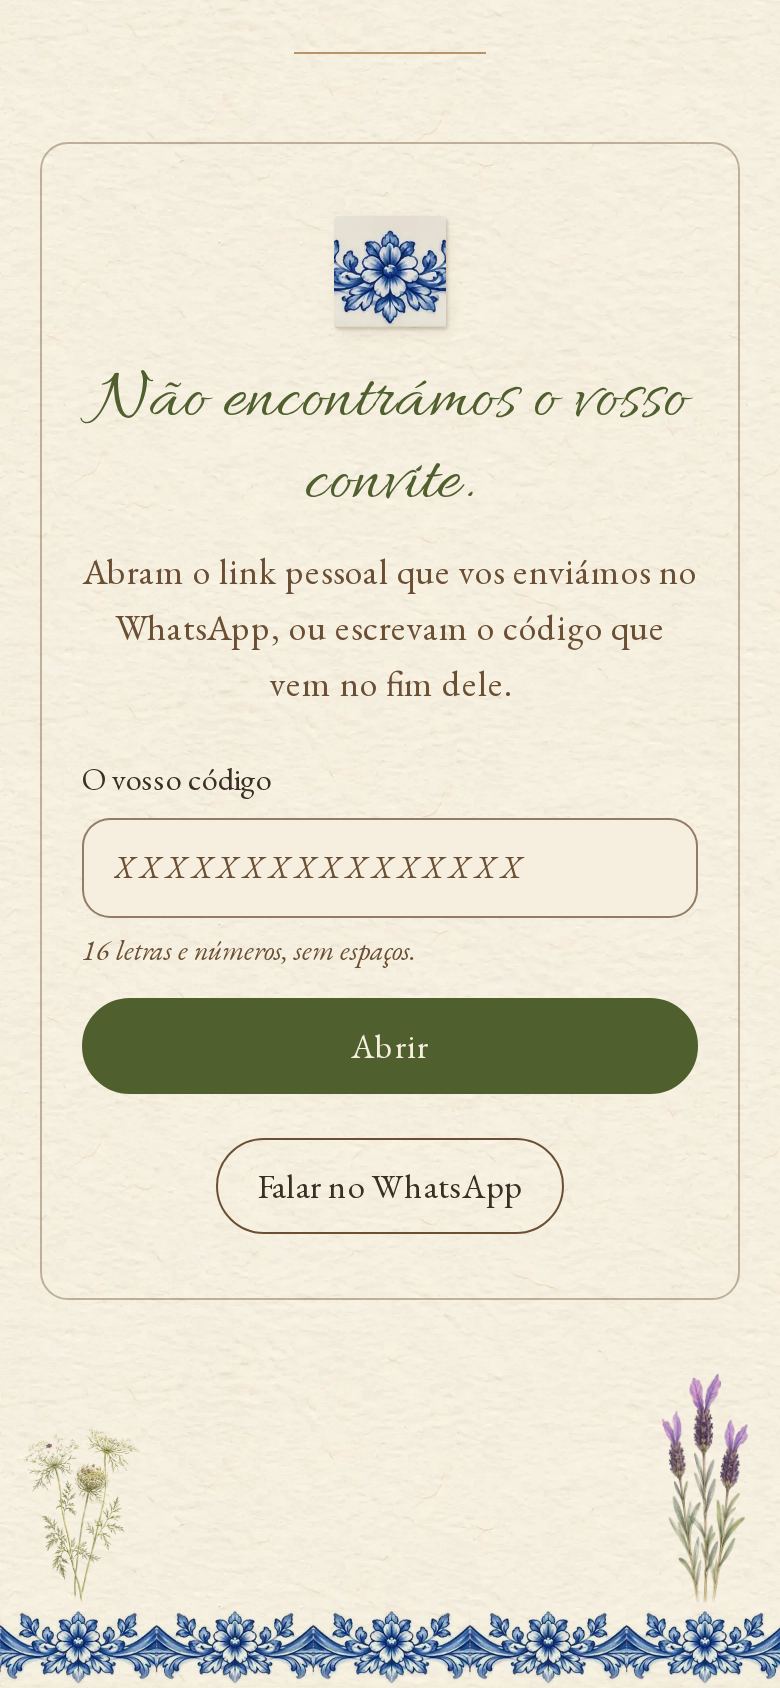 Não encontrámos o vosso
convite.
Abram o link pessoal que vos enviámos no
WhatsApp, ou escrevam o código que
vem no fim dele.
O vosso código
XXXXXXXXXXXXXXXX
16 letras e números, sem espaços.
Abrir
Falar no WhatsApp